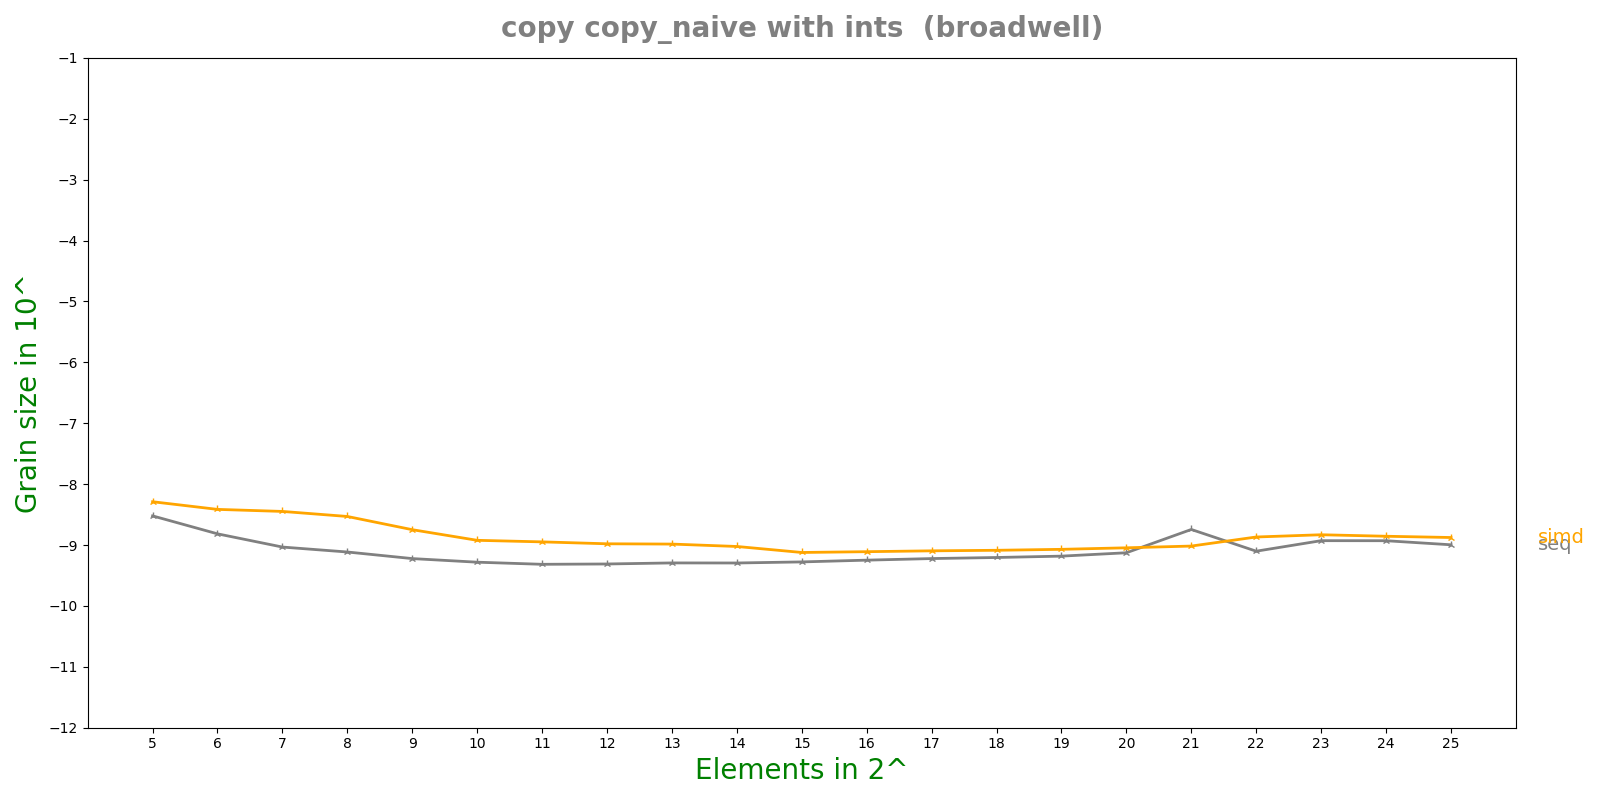 copy copy_naive with ints  (broadwell)
Grain size in 10^
−1
−2
−3
−4
−5
−6
−7
−8
−9
−10
−11
−12
simd
seq
5 6 7 8 9 10 11 12 13 14 15 16 17 18 19 20 21 22 23 24 25
Elements in 2^